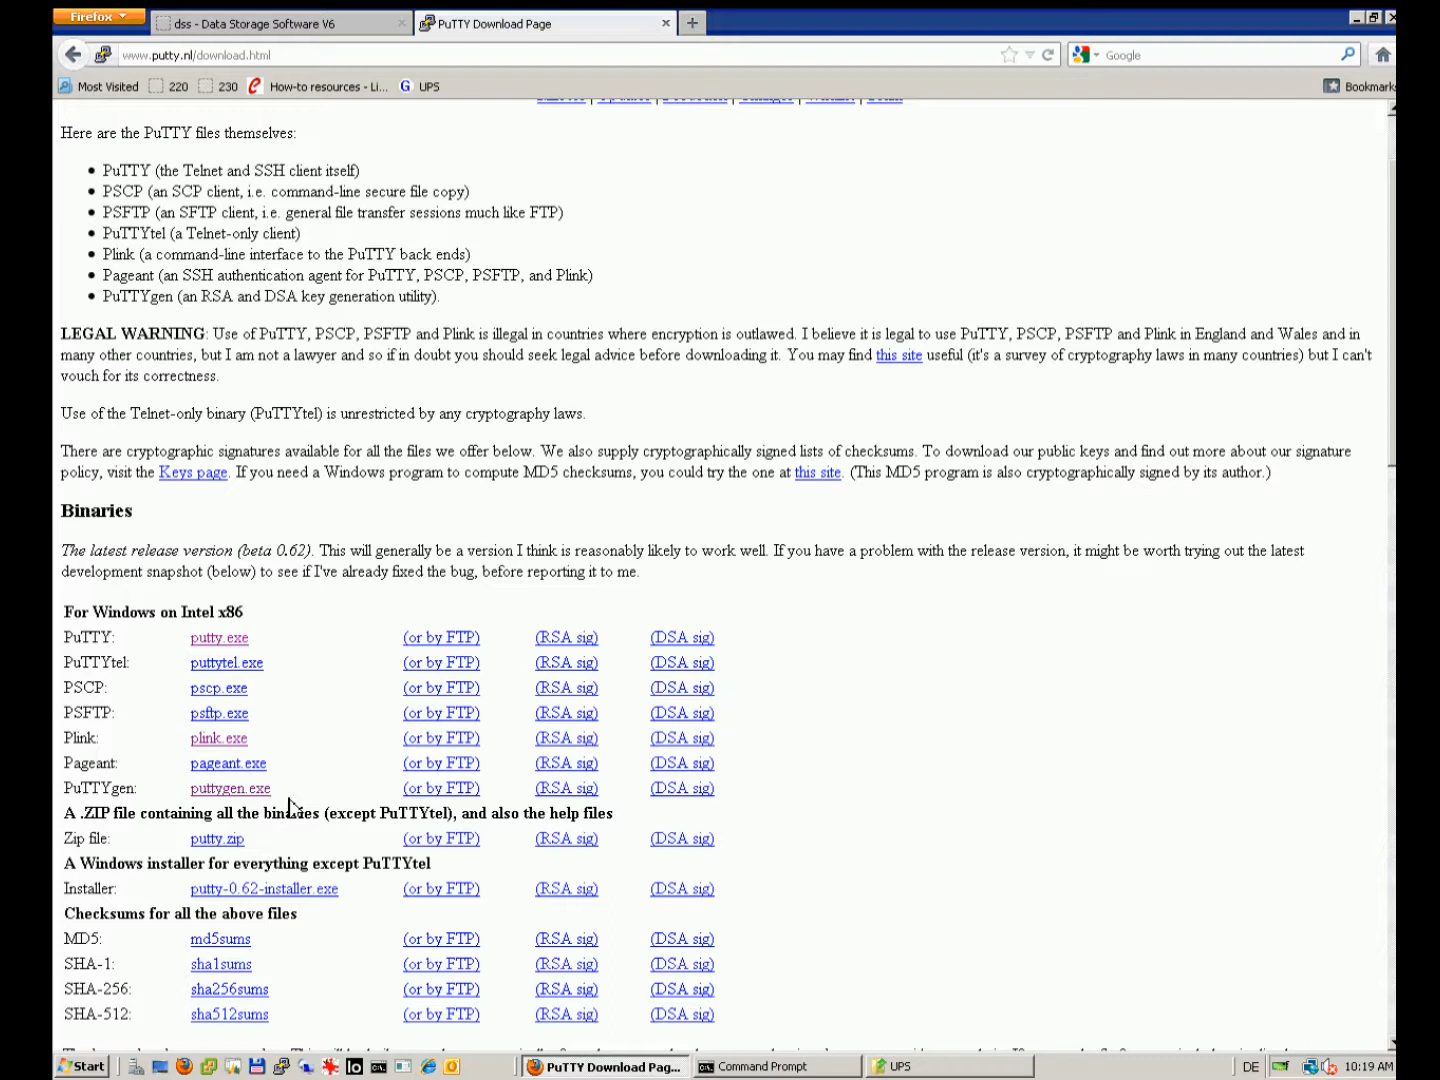 Firefox
dss - Data Storage Software V6
PuTTY Download Page
www.putty.nl/download.html
Google
Most Visited
220
230
How-to resources - Li...
G UPS
Bookmarks
Here are the PuTTY files themselves:
PuTTY (the Telnet and SSH client itself)
PSCP (an SCP client, i.e. command-line secure file copy)
PSFTP (an SFTP client, i.e. general file transfer sessions much like FTP)
PuTTYtel (a Telnet-only client)
Plink (a command-line interface to the PuTTY back ends)
Pageant (an SSH authentication agent for PuTTY, PSCP, PSFTP, and Plink)
PuTTYgen (an RSA and DSA key generation utility).
LEGAL WARNING: Use of PuTTY, PSCP, PSFTP and Plink is illegal in countries where encryption is outlawed. I believe it is legal to use PuTTY, PSCP, PSFTP and Plink in England and Wales and in
many other countries, but I am not a lawyer and so if in doubt you should seek legal advice before downloading it. You may find this site useful (it's a survey of cryptography laws in many countries) but I can't
vouch for its correctness.
Use of the Telnet-only binary (PuTTYtel) is unrestricted by any cryptography laws.
There are cryptographic signatures available for all the files we offer below. We also supply cryptographically signed lists of checksums. To download our public keys and find out more about our signature
policy, visit the Keys page. If you need a Windows program to compute MD5 checksums, you could try the one at this site. (This MD5 program is also cryptographically signed by its author.)
Binaries
The latest release version (beta 0.62). This will generally be a version I think is reasonably likely to work well. If you have a problem with the release version, it might be worth trying out the latest
development snapshot (below) to see if I've already fixed the bug, before reporting it to me.
For Windows on Intel x86
PuTTY: putty.exe (or by FTP) (RSA sig) (DSA sig)
PuTTYtel: puttytel.exe (or by FTP) (RSA sig) (DSA sig)
PSCP: pscp.exe (or by FTP) (RSA sig) (DSA sig)
PSFTP: psftp.exe (or by FTP) (RSA sig) (DSA sig)
Plink: plink.exe (or by FTP) (RSA sig) (DSA sig)
Pageant: pageant.exe (or by FTP) (RSA sig) (DSA sig)
PuTTYgen: puttygen.exe (or by FTP) (RSA sig) (DSA sig)
A .ZIP file containing all the binaries (except PuTTYtel), and also the help files
Zip file: putty.zip (or by FTP) (RSA sig) (DSA sig)
A Windows installer for everything except PuTTYtel
Installer: putty-0.62-installer.exe (or by FTP) (RSA sig) (DSA sig)
Checksums for all the above files
MD5: md5sums (or by FTP) (RSA sig) (DSA sig)
SHA-1: sha1sums (or by FTP) (RSA sig) (DSA sig)
SHA-256: sha256sums (or by FTP) (RSA sig) (DSA sig)
SHA-512: sha512sums (or by FTP) (RSA sig) (DSA sig)
Start
PuTTY Download Pag...
Command Prompt
UPS
DE
10:19 AM